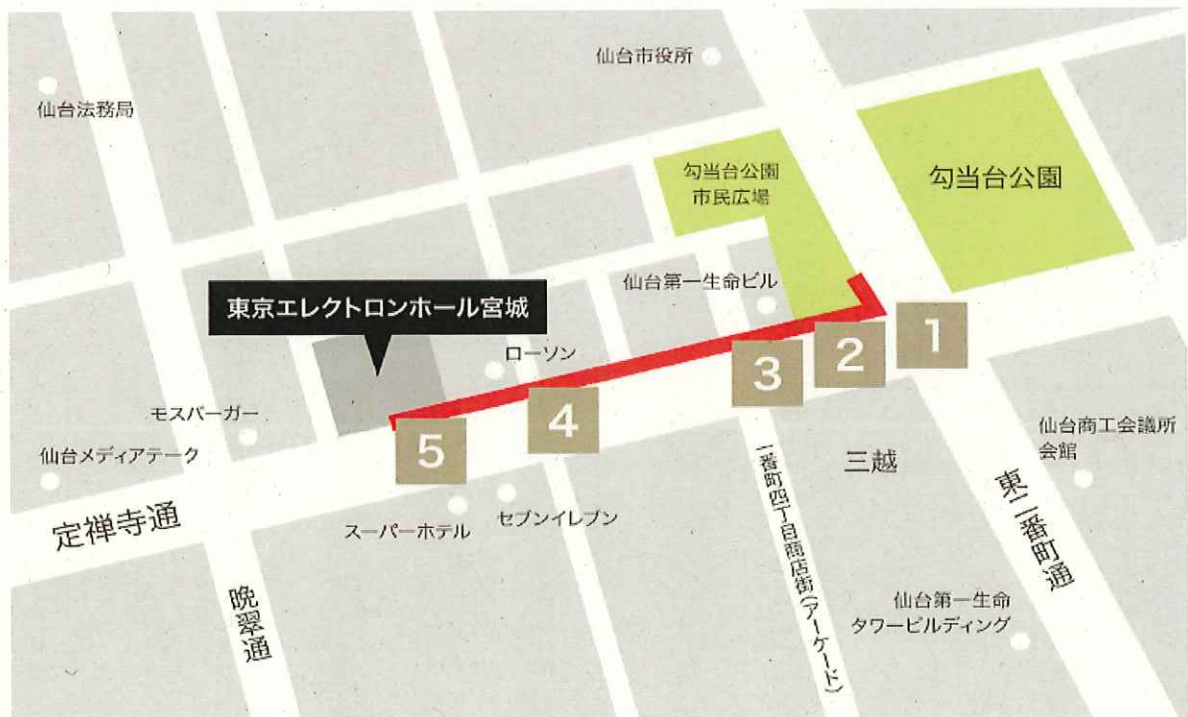 仙台市役所
仙台法務局
勾当台公園
市民広場
勾当台公園
仙台第一生命ビル
東京エレクトロンホール宮城
ローソン
1
2
3
4
5
モスバーガー
仙台メディアテーク
定禅寺通
スーパーホテル
セブンイレブン
三越
仙台商工会議所
会館
一番町四丁目商店街(アーケード)
東二番町通
晩翠通
仙台第一生命
タワービルディング